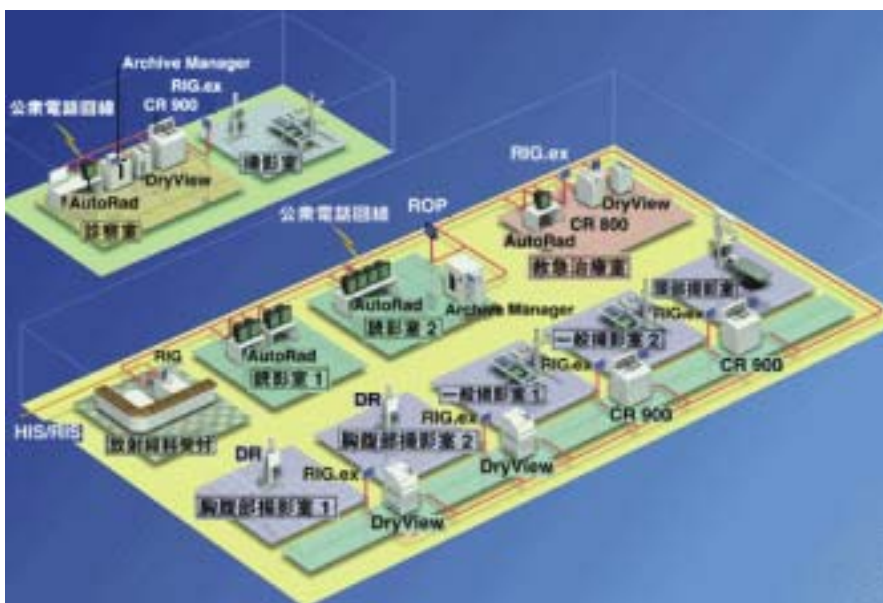 Archive Manager
RIG.ex
CR 900
公衆電話回線
撮影室
DryView
AutoRad
診察室
RIG.ex
DryView
CR 800
AutoRad
救急治療室
公衆電話回線
ROP
AutoRad
読影室 2
Archive Manager
頭部撮影室
RIG.ex
CR 900
一般撮影室 2
RIG.ex
CR 900
RIG
AutoRad
読影室 1
一般撮影室 1
DR
RIG.ex
胸腹部撮影室 2
DryView
HIS/RIS
放射線科受付
DR
RIG.ex
胸腹部撮影室 1
DryView